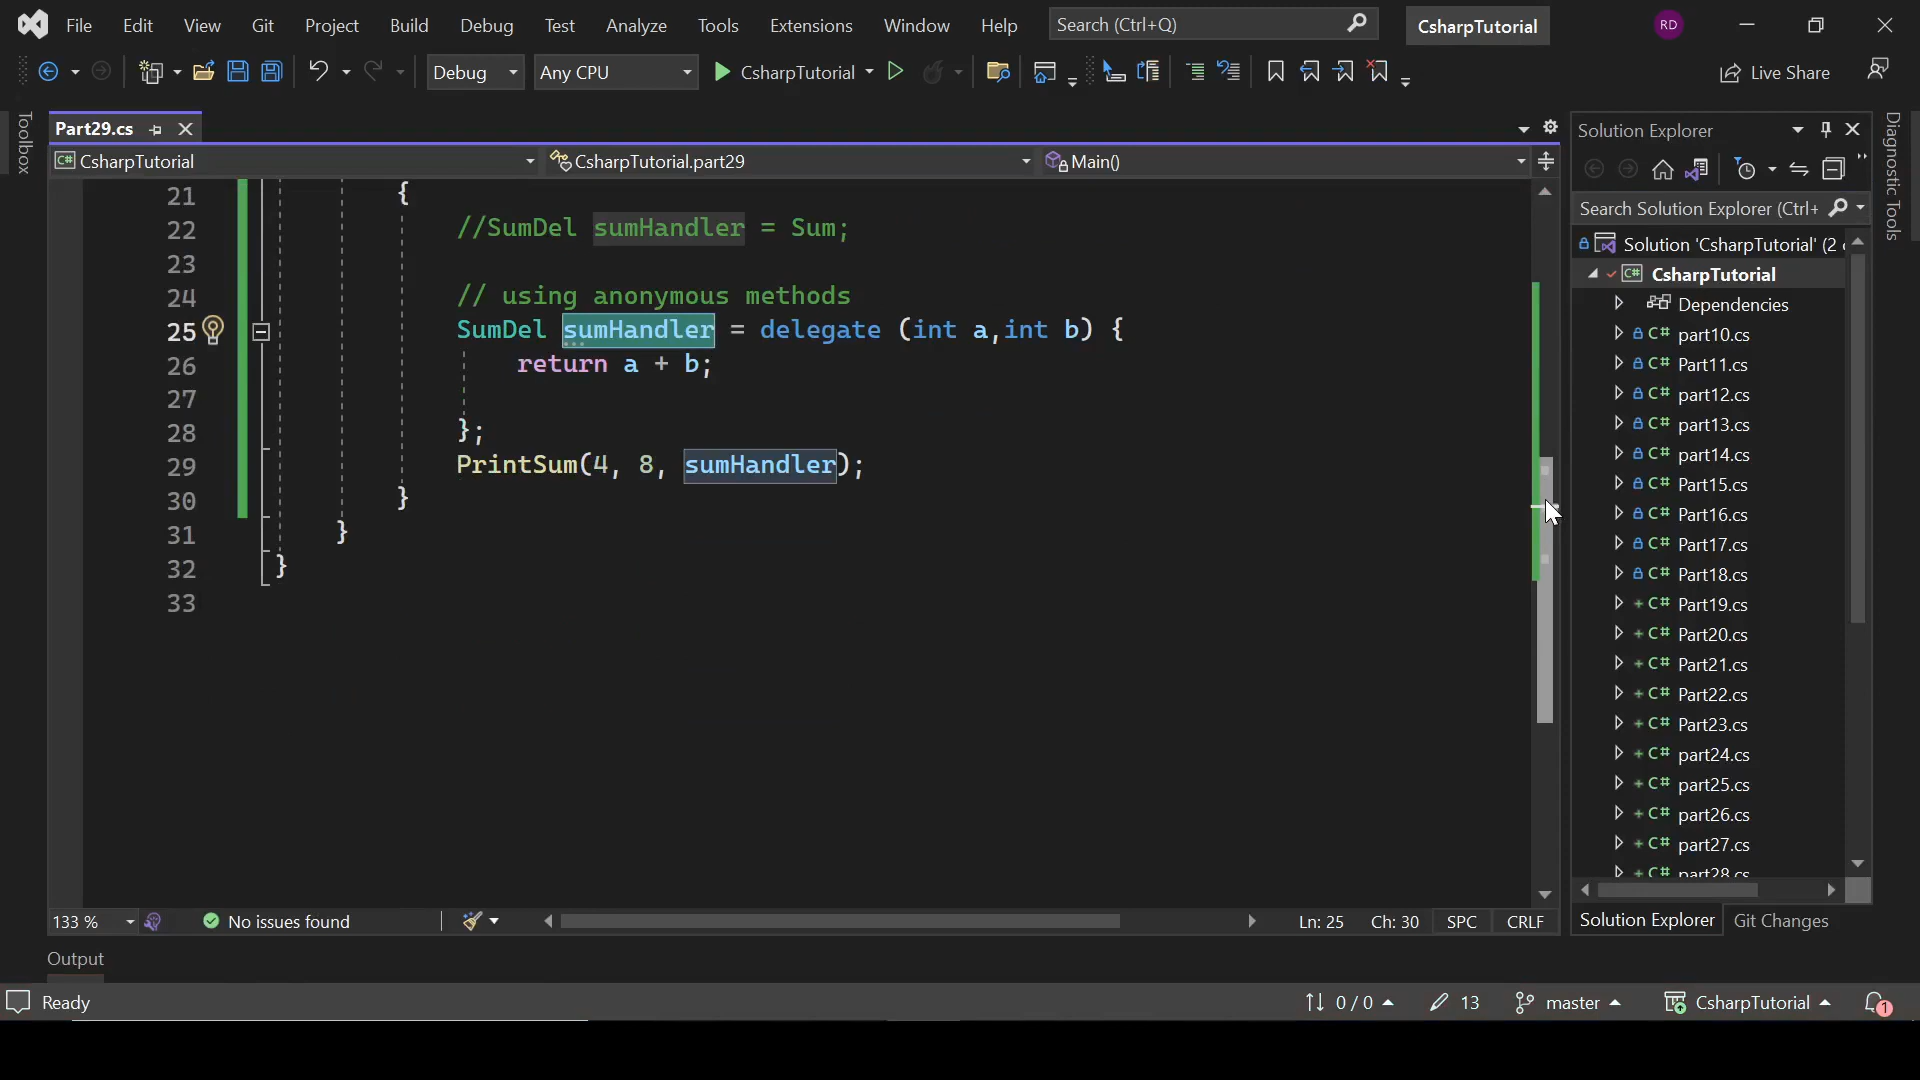 File Edit View Git Project Build Debug Test Analyze Tools Extensions Window Help Search (Ctrl+Q) CsharpTutorial RD
Debug Any CPU CsharpTutorial Live Share
Toolbox
Part29.cs
CsharpTutorial CsharpTutorial.part29 Main()
21 {
22 //SumDel sumHandler = Sum;
23
24 // using anonymous methods
25 SumDel sumHandler = delegate (int a,int b) {
26 return a + b;
27
28 };
29 PrintSum(4, 8, sumHandler);
30 }
31 }
32 }
33
133 % No issues found Ln: 25 Ch: 30 SPC CRLF
Solution Explorer
Search Solution Explorer (Ctrl+
Solution 'CsharpTutorial' (2
C# CsharpTutorial
Dependencies
C# part10.cs
C# Part11.cs
C# part12.cs
C# part13.cs
C# part14.cs
C# Part15.cs
C# Part16.cs
C# Part17.cs
C# Part18.cs
C# Part19.cs
C# Part20.cs
C# Part21.cs
C# Part22.cs
C# Part23.cs
C# part24.cs
C# part25.cs
C# part26.cs
C# part27.cs
C# part28.cs
Solution Explorer Git Changes
Diagnostic Tools
Output
Ready 0 / 0 13 master CsharpTutorial 1